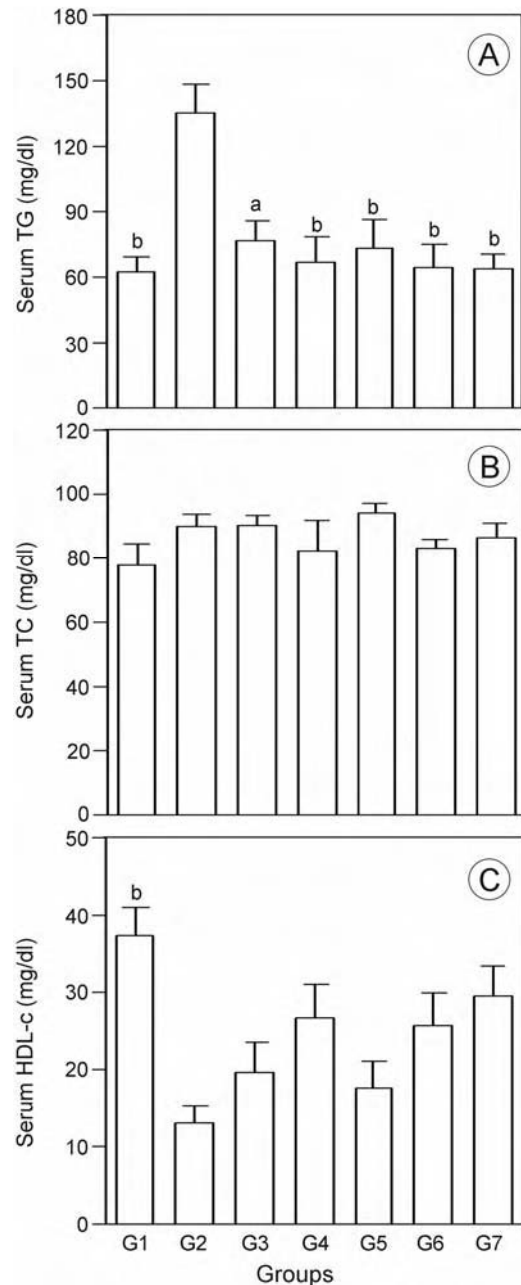 180
A
150
120
90
60
30
0
Serum TG (mg/dl)
b
a
b
b
b
b
120
B
100
80
60
40
20
0
Serum TC (mg/dl)
50
C
40
30
20
10
0
Serum HDL-c (mg/dl)
b
G1 G2 G3 G4 G5 G6 G7
Groups